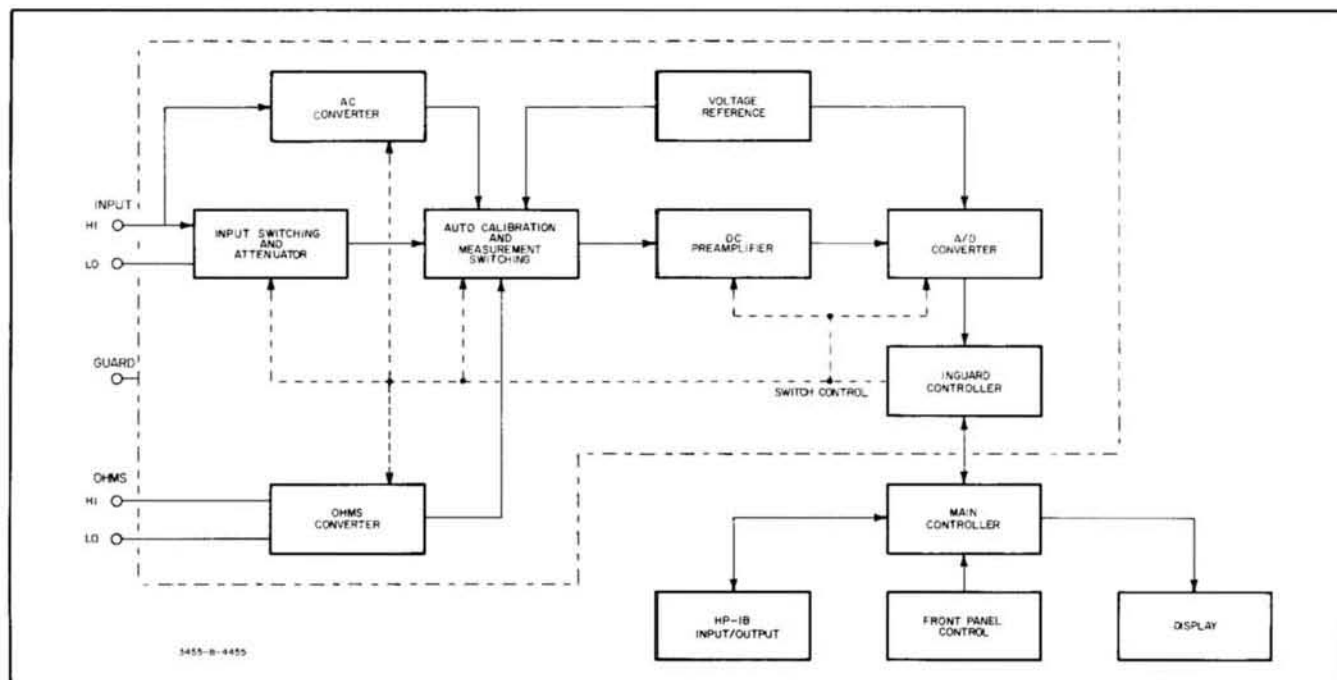 AC
CONVERTER
VOLTAGE
REFERENCE
INPUT
HI
LO
INPUT SWITCHING
AND
ATTENUATOR
AUTO CALIBRATION
AND
MEASUREMENT
SWITCHING
DC
PREAMPLIFIER
A/D
CONVERTER
GUARD
SWITCH CONTROL
INGUARD
CONTROLLER
OHMS
HI
LO
OHMS
CONVERTER
MAIN
CONTROLLER
HP-IB
INPUT/OUTPUT
FRONT PANEL
CONTROL
DISPLAY
3455-B-4455